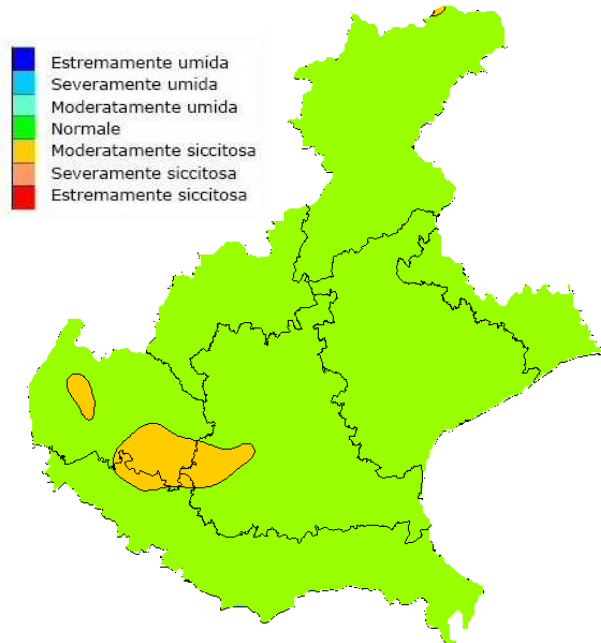 Estremamente umida
Severamente umida
Moderatamente umida
Normale
Moderatamente siccitosa
Severamente siccitosa
Estremamente siccitosa